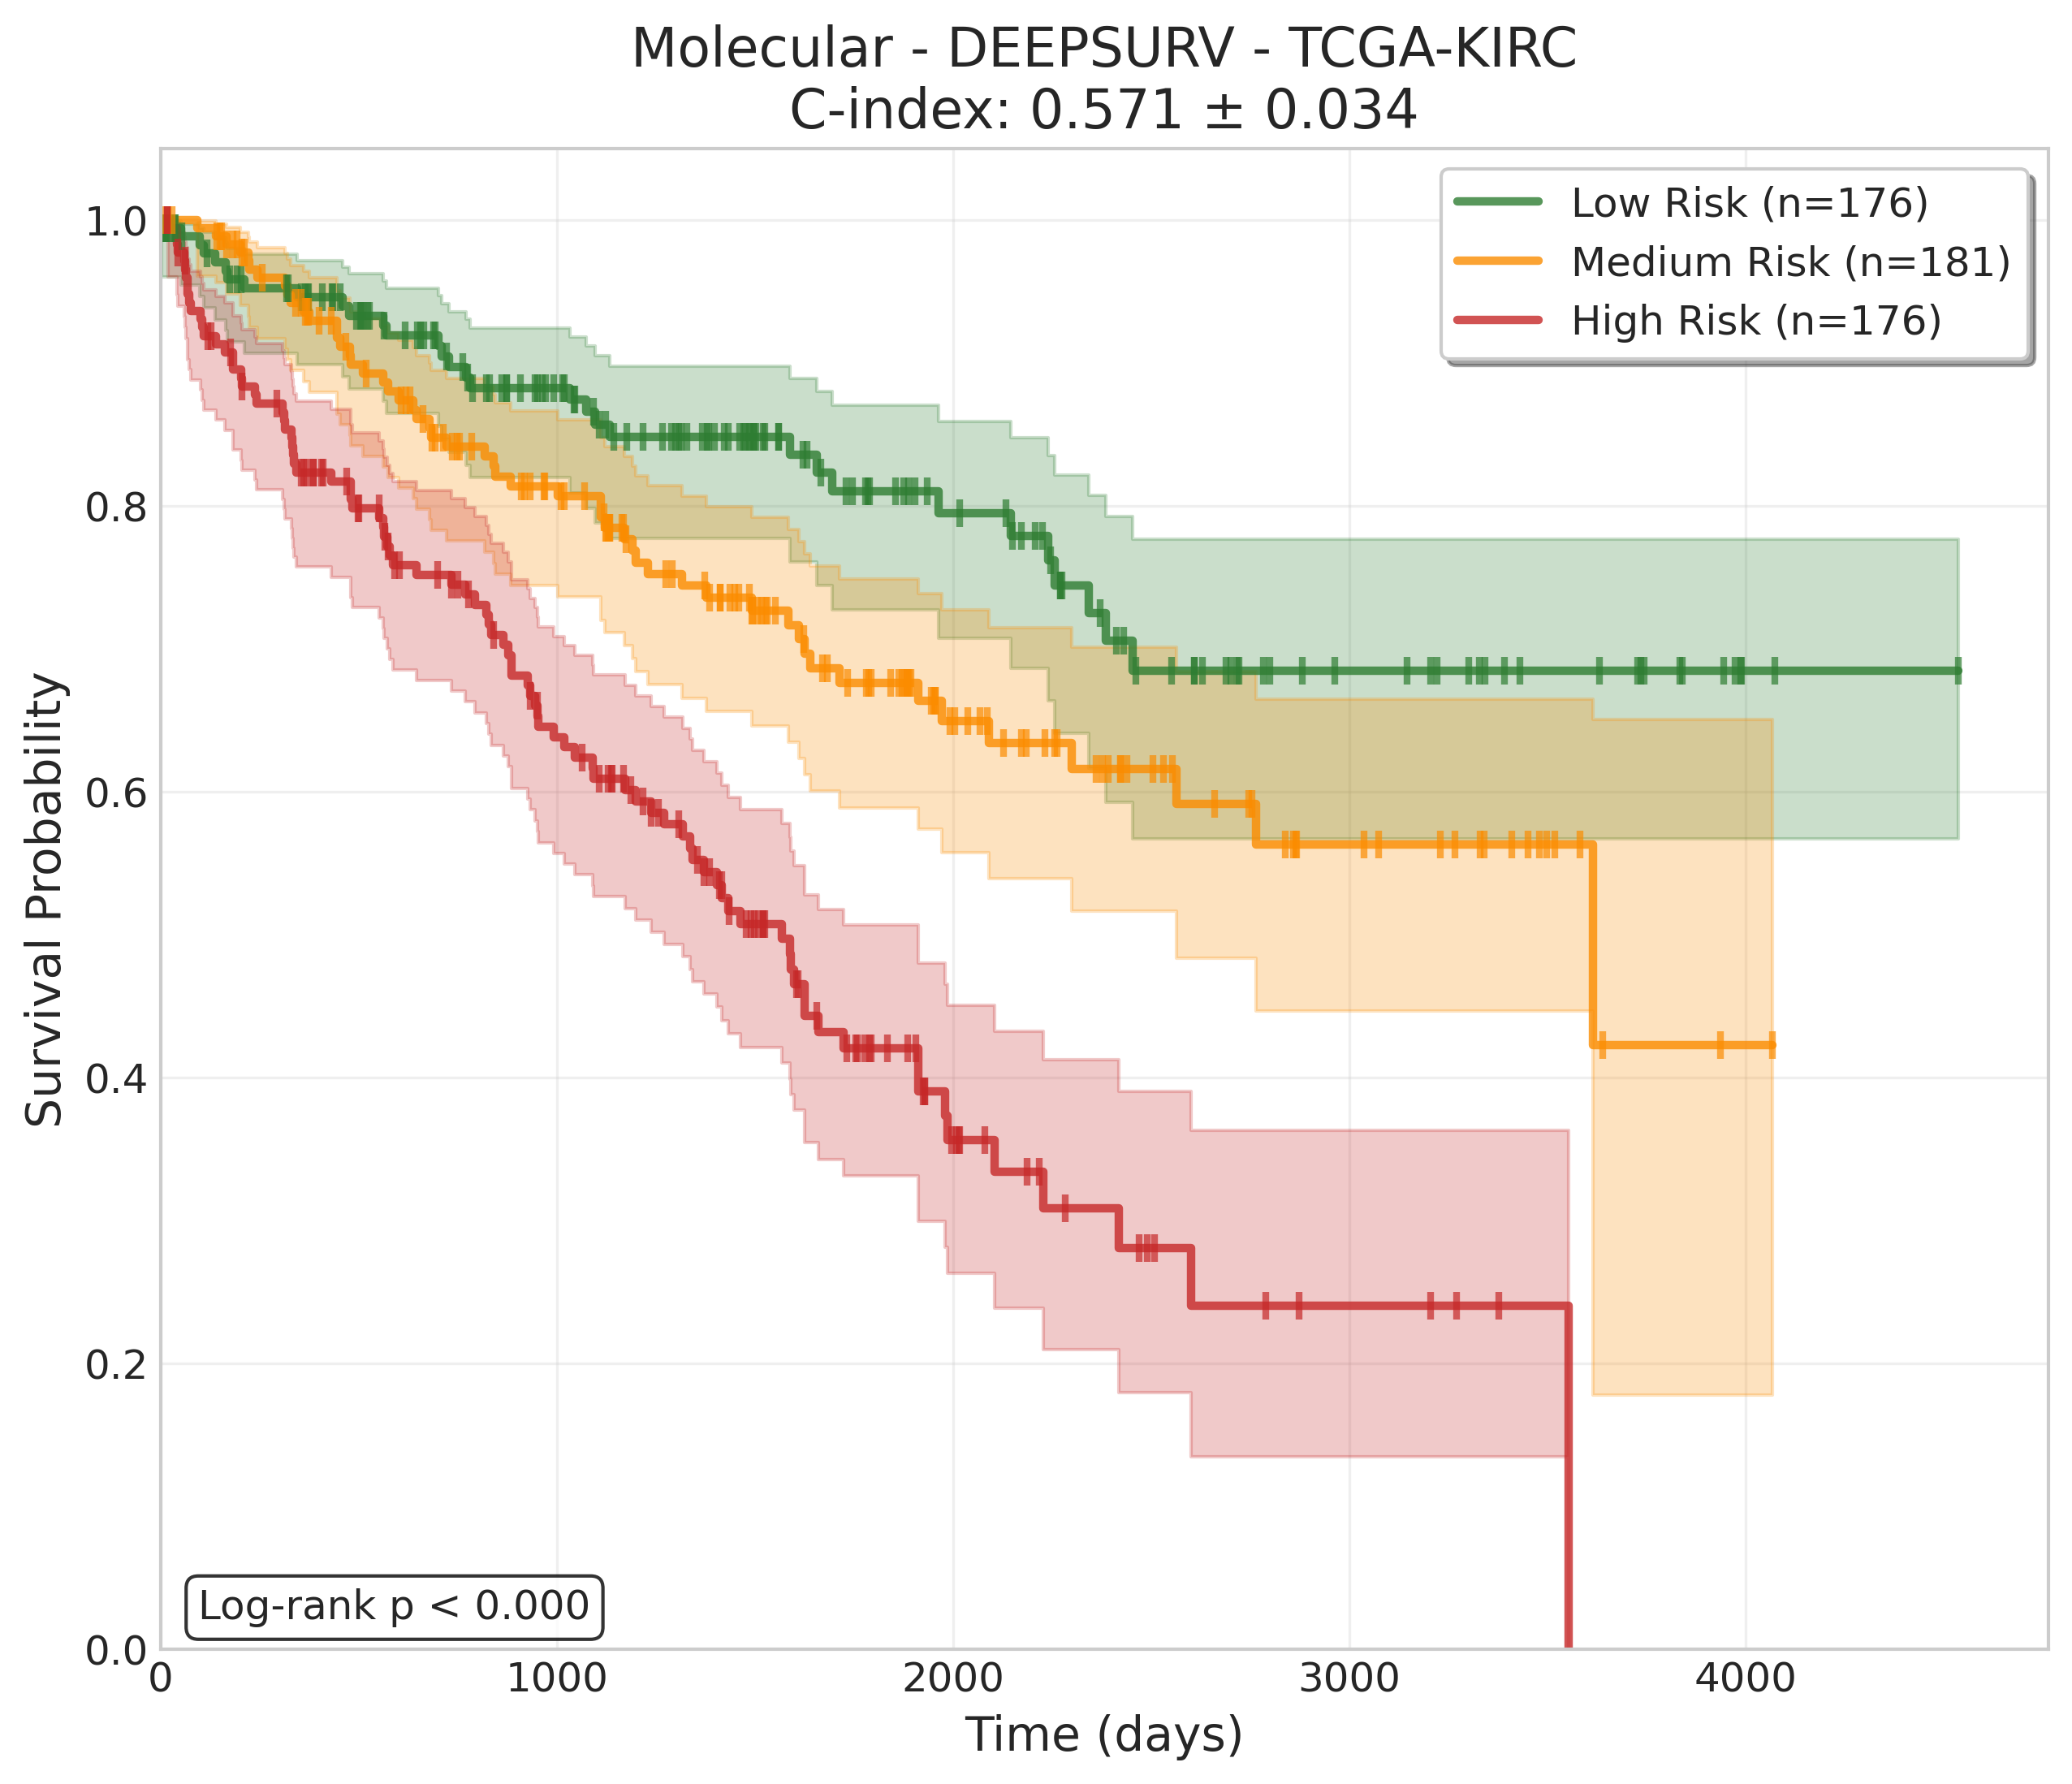 Molecular - DEEPSURV - TCGA-KIRC
C-index: 0.571 ± 0.034
Low Risk (n=176)
Medium Risk (n=181)
High Risk (n=176)
Survival Probability
1.0
0.8
0.6
0.4
0.2
0.0
Log-rank p < 0.000
0 1000 2000 3000 4000
Time (days)